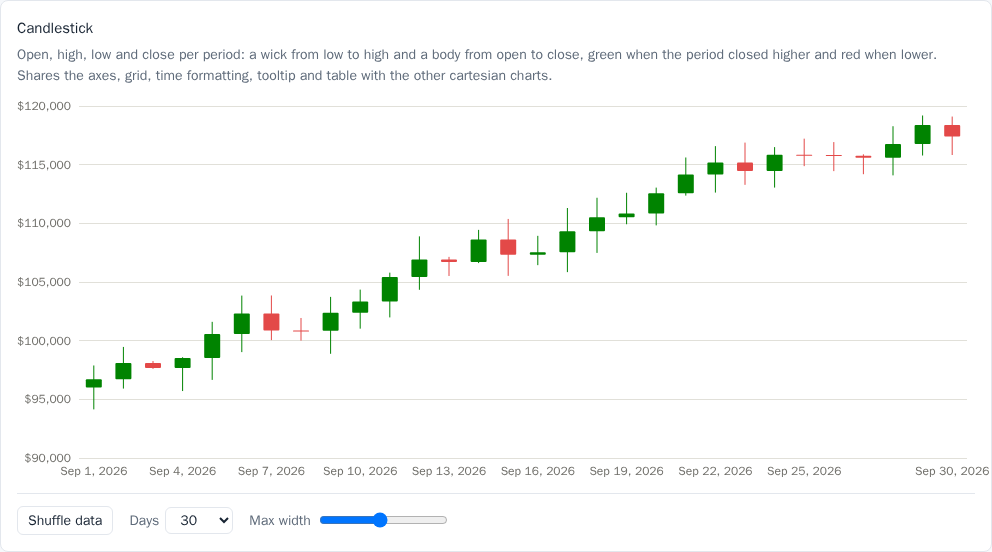 Candlestick
Open, high, low and close per period: a wick from low to high and a body from open to close, green when the period closed higher and red when lower.
Shares the axes, grid, time formatting, tooltip and table with the other cartesian charts.
$120,000
$115,000
$110,000
$105,000
$100,000
$95,000
$90,000
Sep 1, 2026 Sep 4, 2026 Sep 7, 2026 Sep 10, 2026 Sep 13, 2026 Sep 16, 2026 Sep 19, 2026 Sep 22, 2026 Sep 25, 2026 Sep 30, 2026
Shuffle data Days 30 Max width